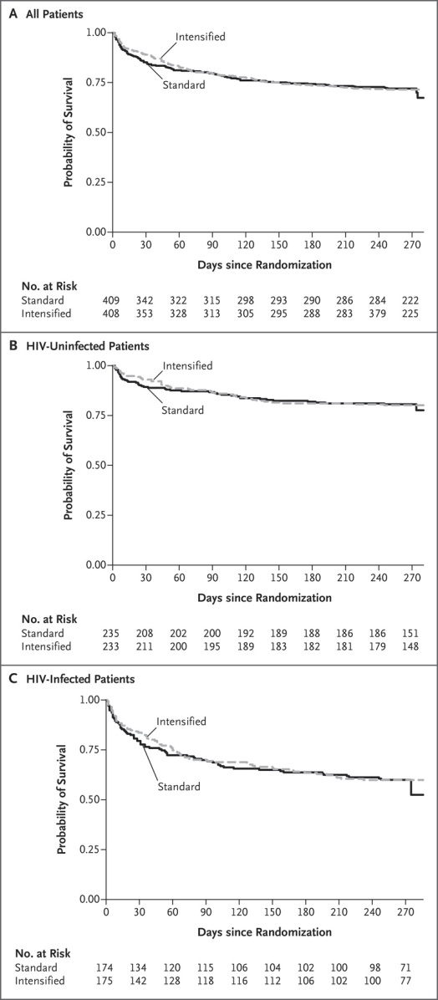 A All Patients
1.00
Intensified
0.75
Standard
0.50
0.25
0.00
Probability of Survival
0 30 60 90 120 150 180 210 240 270
Days since Randomization
No. at Risk
Standard 409 342 322 315 298 293 290 286 284 222
Intensified 408 353 328 313 305 295 288 283 379 225
B HIV-Uninfected Patients
1.00
Intensified
Standard
0.75
0.50
0.25
0.00
Probability of Survival
0 30 60 90 120 150 180 210 240 270
Days since Randomization
No. at Risk
Standard 235 208 202 200 192 189 188 186 186 151
Intensified 233 211 200 195 189 183 182 181 179 148
C HIV-Infected Patients
1.00
Intensified
0.75
Standard
0.50
0.25
0.00
Probability of Survival
0 30 60 90 120 150 180 210 240 270
Days since Randomization
No. at Risk
Standard 174 134 120 115 106 104 102 100 98 71
Intensified 175 142 128 118 116 112 106 102 100 77